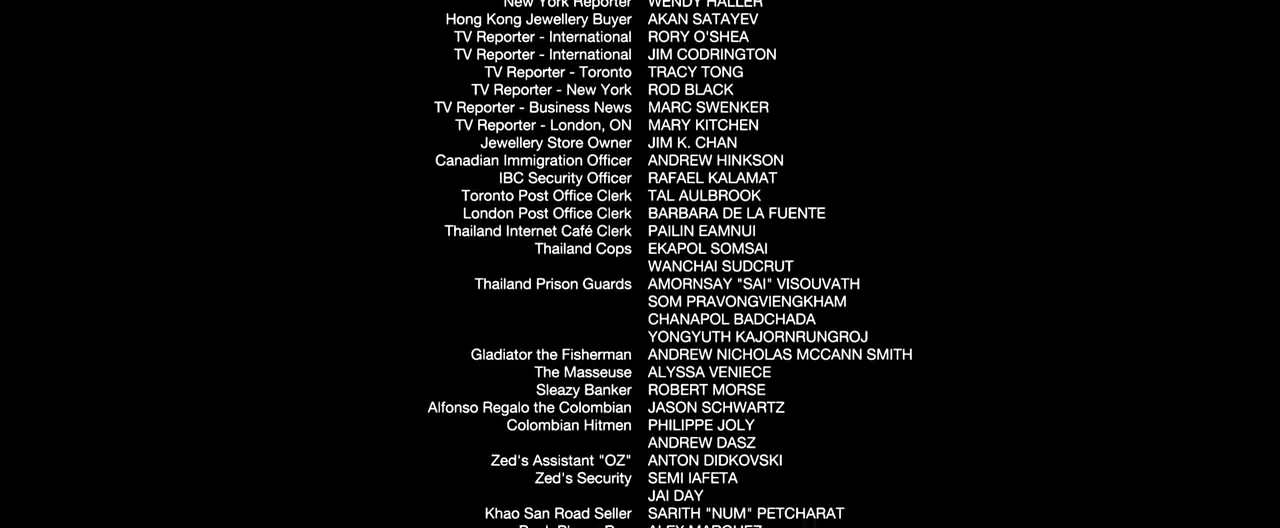 New York Reporter WENDY HALLER
Hong Kong Jewellery Buyer AKAN SATAYEV
TV Reporter - International RORY O'SHEA
TV Reporter - International JIM CODRINGTON
TV Reporter - Toronto TRACY TONG
TV Reporter - New York ROD BLACK
TV Reporter - Business News MARC SWENKER
TV Reporter - London, ON MARY KITCHEN
Jewellery Store Owner JIM K. CHAN
Canadian Immigration Officer ANDREW HINKSON
IBC Security Officer RAFAEL KALAMAT
Toronto Post Office Clerk TAL AULBROOK
London Post Office Clerk BARBARA DE LA FUENTE
Thailand Internet Café Clerk PAILIN EAMNUI
Thailand Cops EKAPOL SOMSAI
WANCHAI SUDCRUT
Thailand Prison Guards AMORNSAY "SAI" VISOUVATH
SOM PRAVONGVIENGKHAM
CHANAPOL BADCHADA
YONGYUTH KAJORNRUNGROJ
Gladiator the Fisherman ANDREW NICHOLAS MCCANN SMITH
The Masseuse ALYSSA VENIECE
Sleazy Banker ROBERT MORSE
Alfonso Regalo the Colombian JASON SCHWARTZ
Colombian Hitmen PHILIPPE JOLY
ANDREW DASZ
Zed's Assistant "OZ" ANTON DIDKOVSKI
Zed's Security SEMI IAFETA
JAI DAY
Khao San Road Seller SARITH "NUM" PETCHARAT
ALEX MARQUEZ